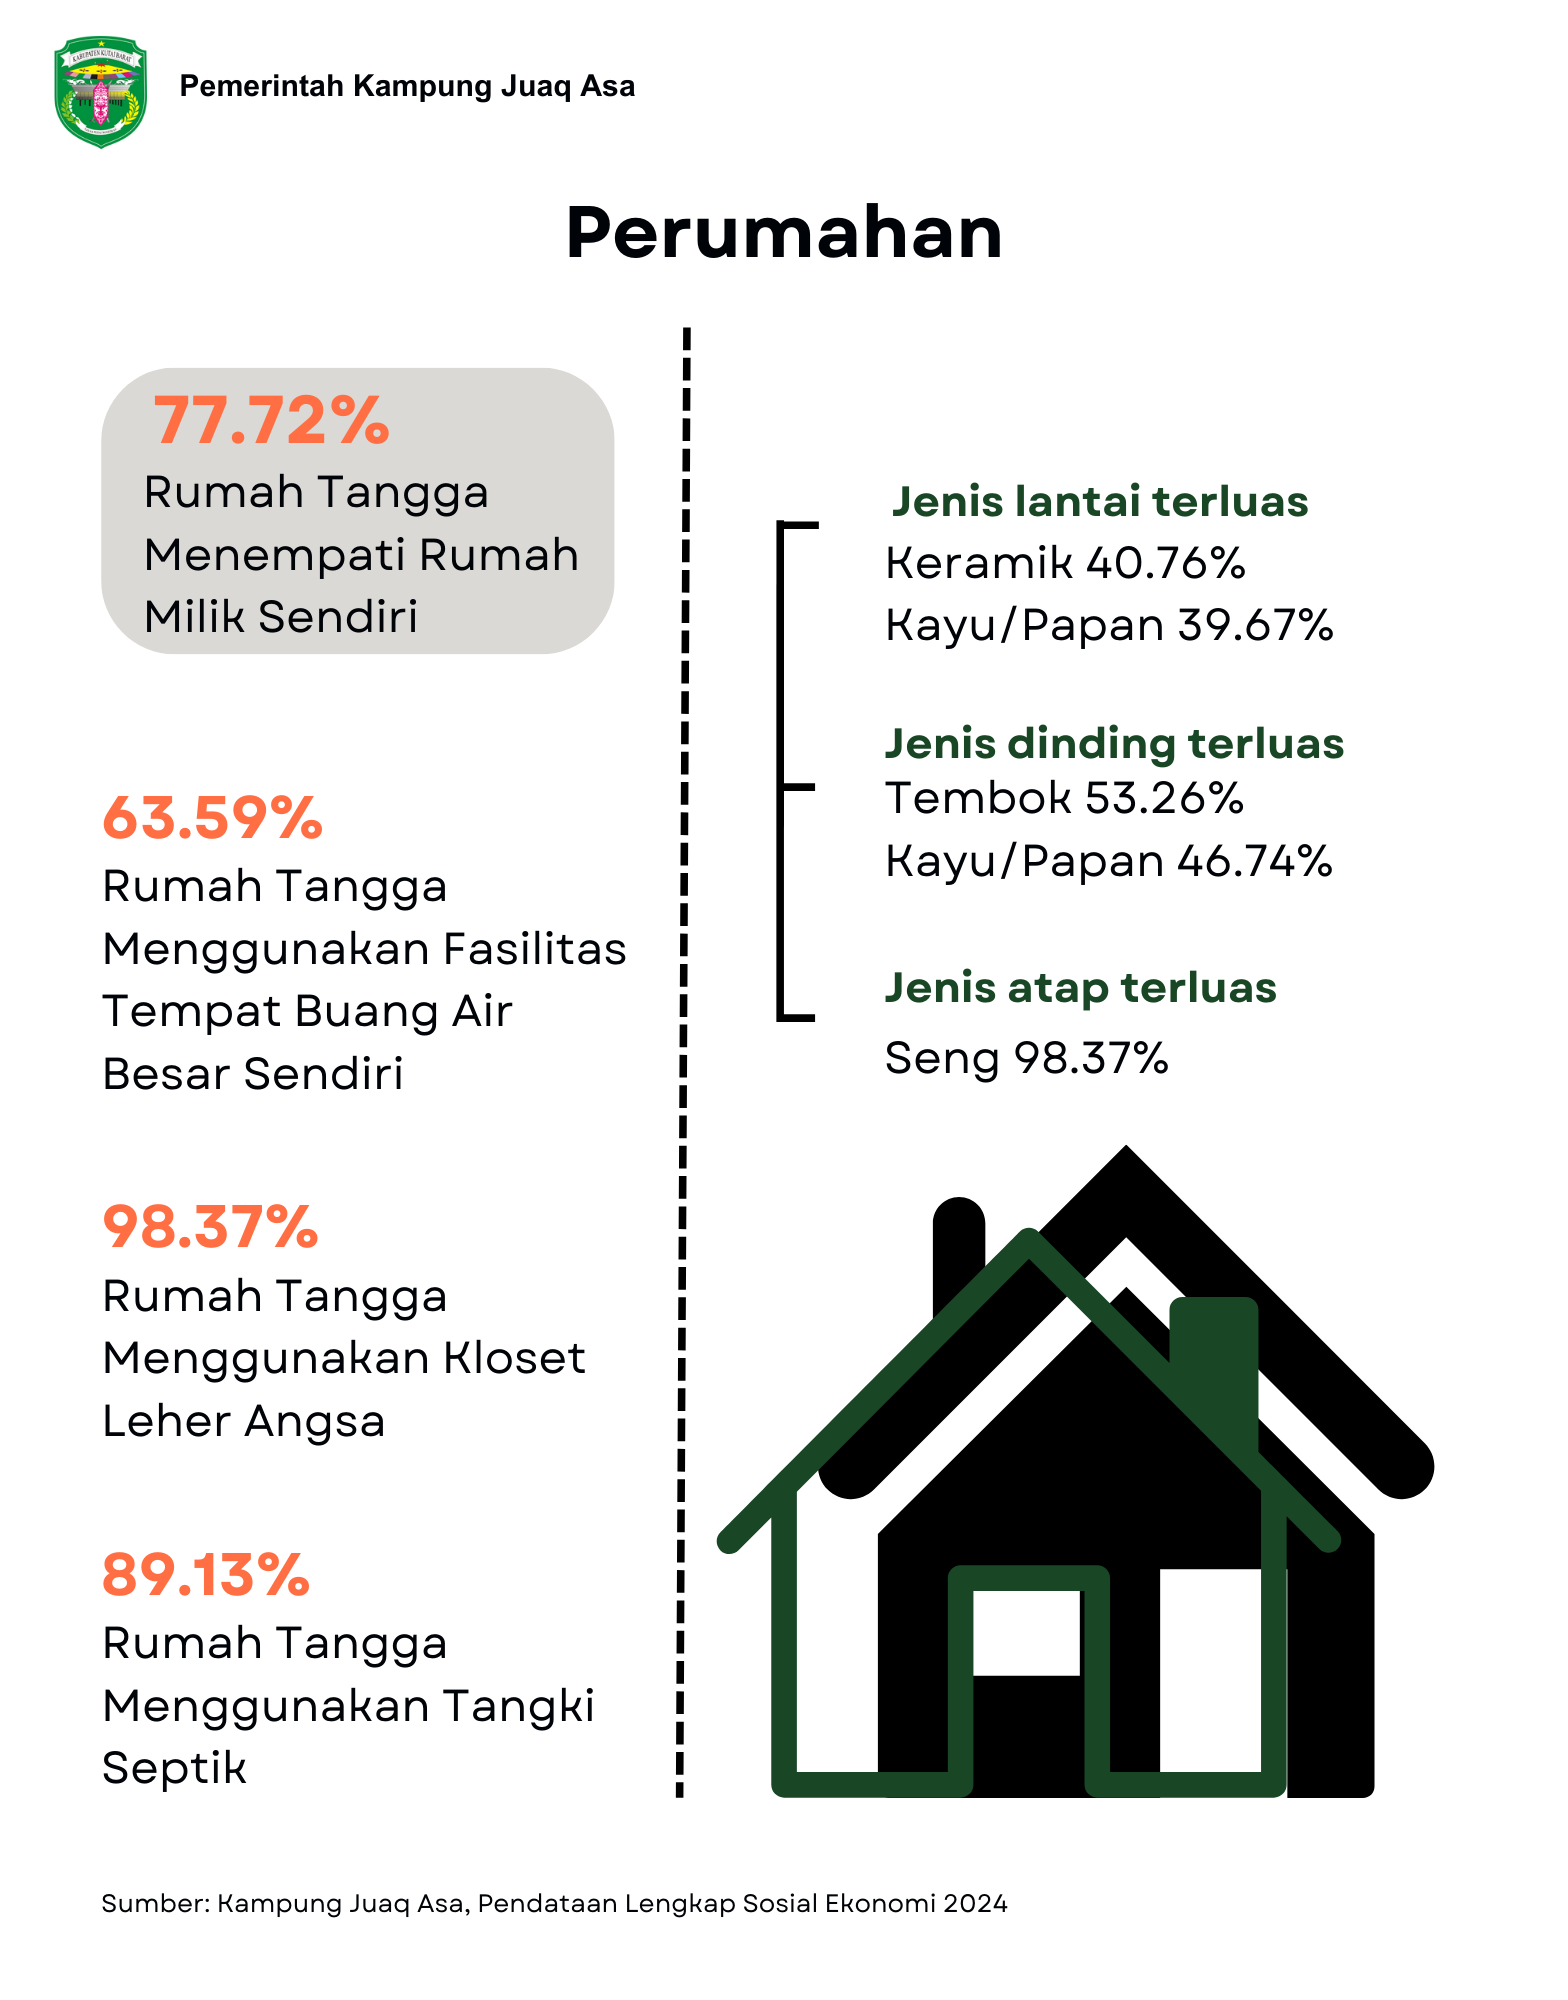 KABUPATEN KUTAI BARAT
Pemerintah Kampung Juaq Asa
Perumahan
77.72%
Rumah Tangga
Menempati Rumah
Milik Sendiri
63.59%
Rumah Tangga
Menggunakan Fasilitas
Tempat Buang Air
Besar Sendiri
98.37%
Rumah Tangga
Menggunakan Kloset
Leher Angsa
89.13%
Rumah Tangga
Menggunakan Tangki
Septik
Jenis lantai terluas
Keramik 40.76%
Kayu/Papan 39.67%
Jenis dinding terluas
Tembok 53.26%
Kayu/Papan 46.74%
Jenis atap terluas
Seng 98.37%
Sumber: Kampung Juaq Asa, Pendataan Lengkap Sosial Ekonomi 2024